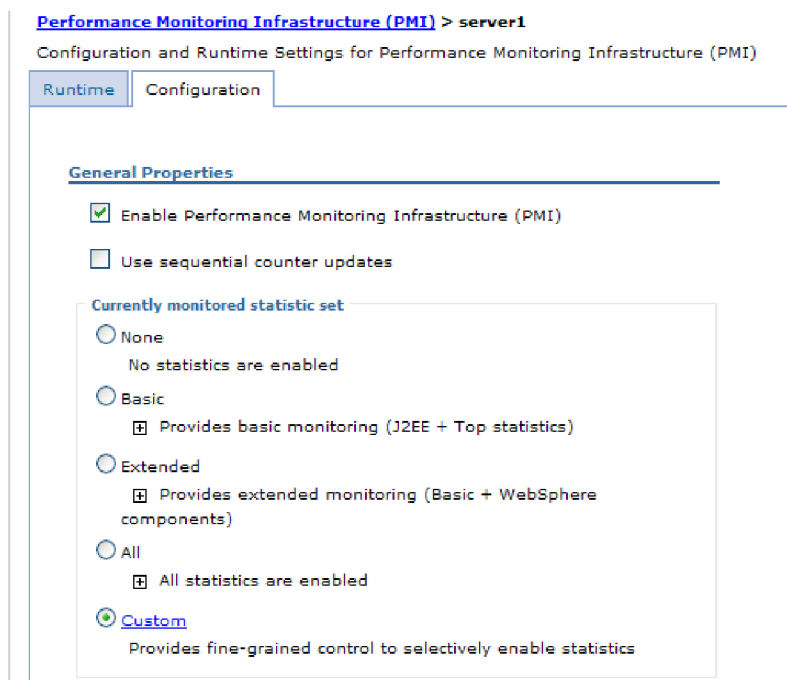 Performance Monitoring Infrastructure (PMI) > server1
Configuration and Runtime Settings for Performance Monitoring Infrastructure (PMI)
Runtime Configuration
General Properties
Enable Performance Monitoring Infrastructure (PMI)
Use sequential counter updates
Currently monitored statistic set
None
No statistics are enabled
Basic
Provides basic monitoring (J2EE + Top statistics)
Extended
Provides extended monitoring (Basic + WebSphere
components)
All
All statistics are enabled
Custom
Provides fine-grained control to selectively enable statistics